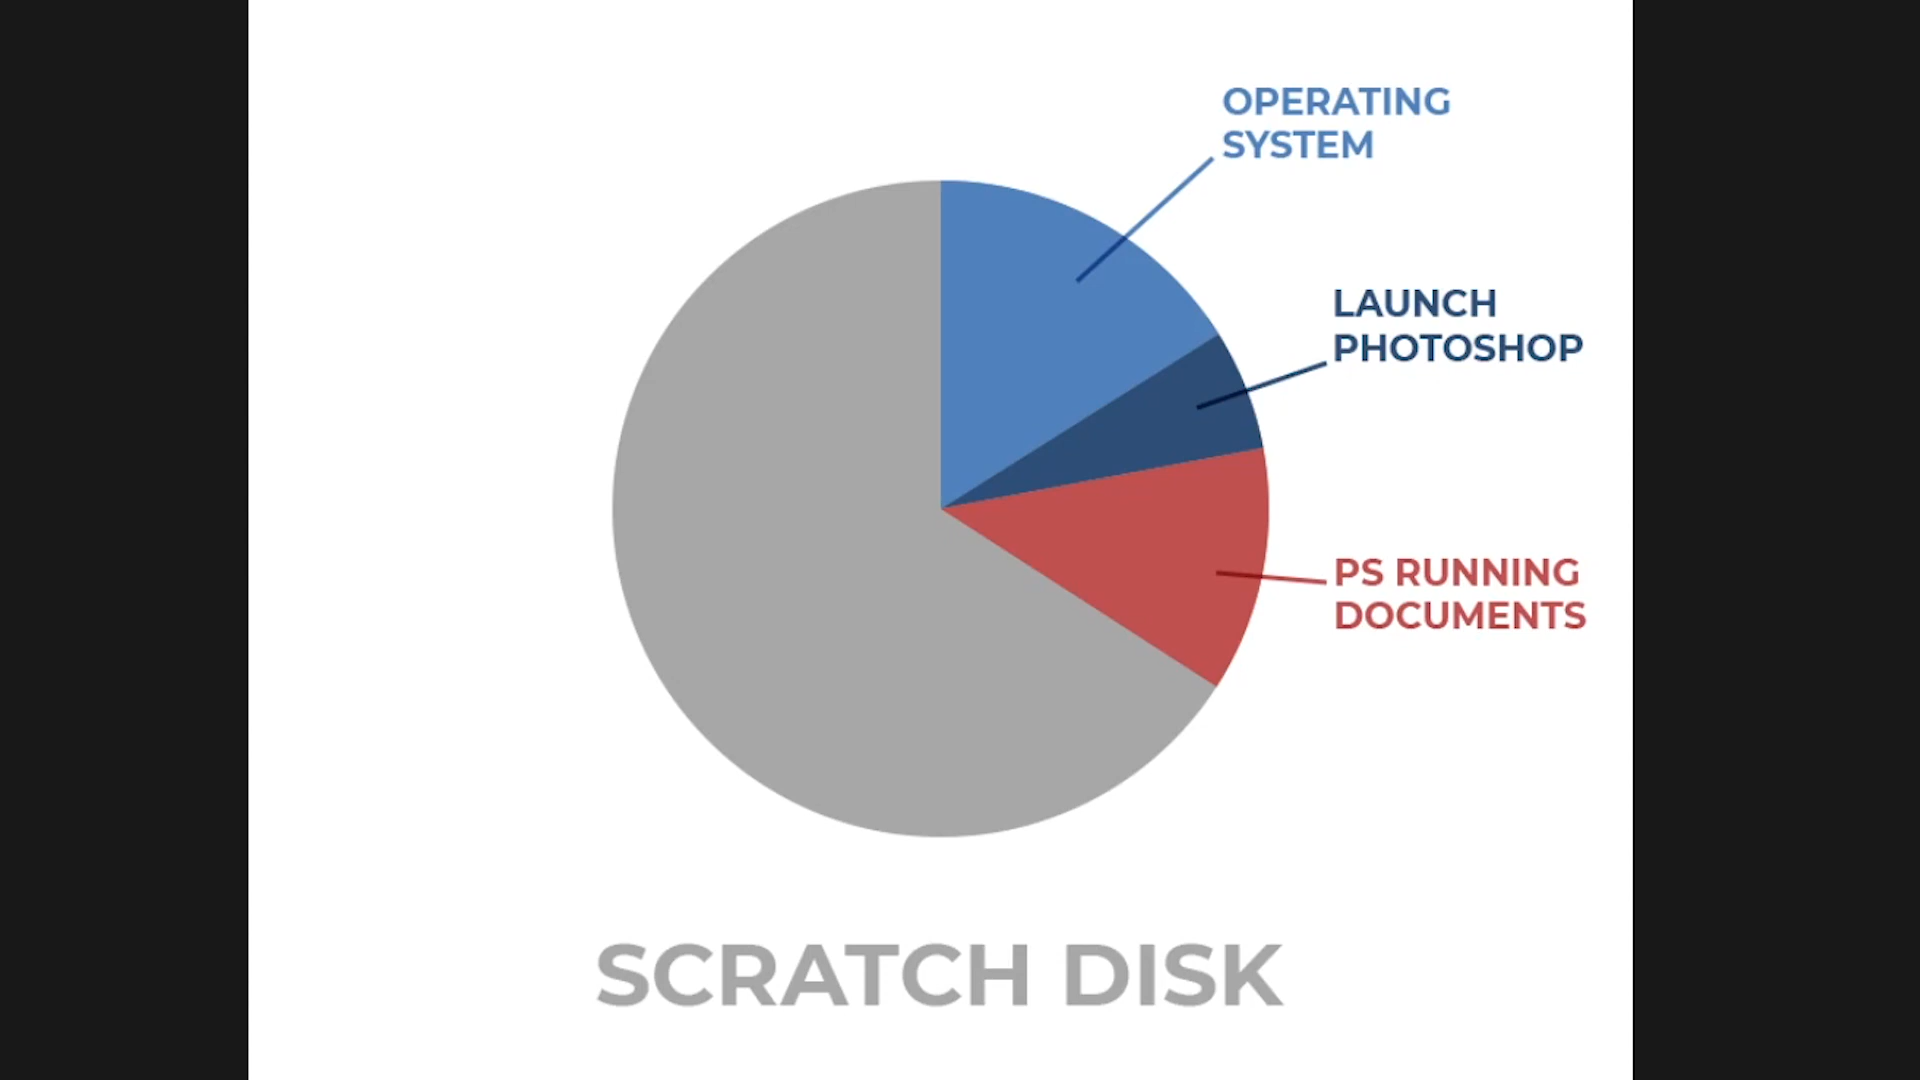 OPERATING
SYSTEM
LAUNCH
PHOTOSHOP
PS RUNNING
DOCUMENTS
SCRATCH DISK